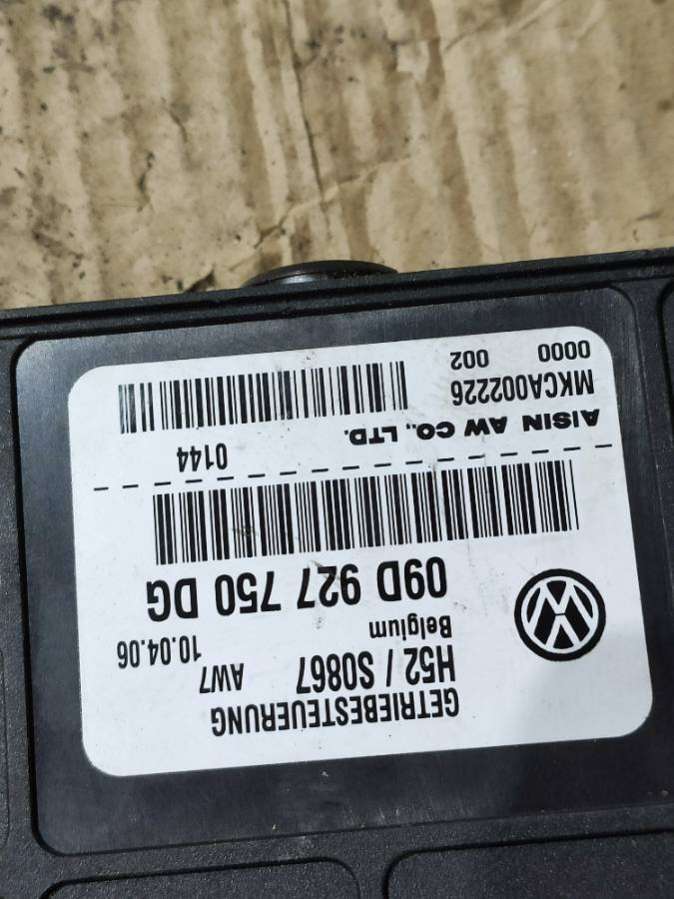 GETRIEBESTEUERUNG
H52 / S0867 AW7
Belgium 10.04.06
09D 927 750 DG
0144
AISIN AW CO., LTD.
MKCA002226
0000 002